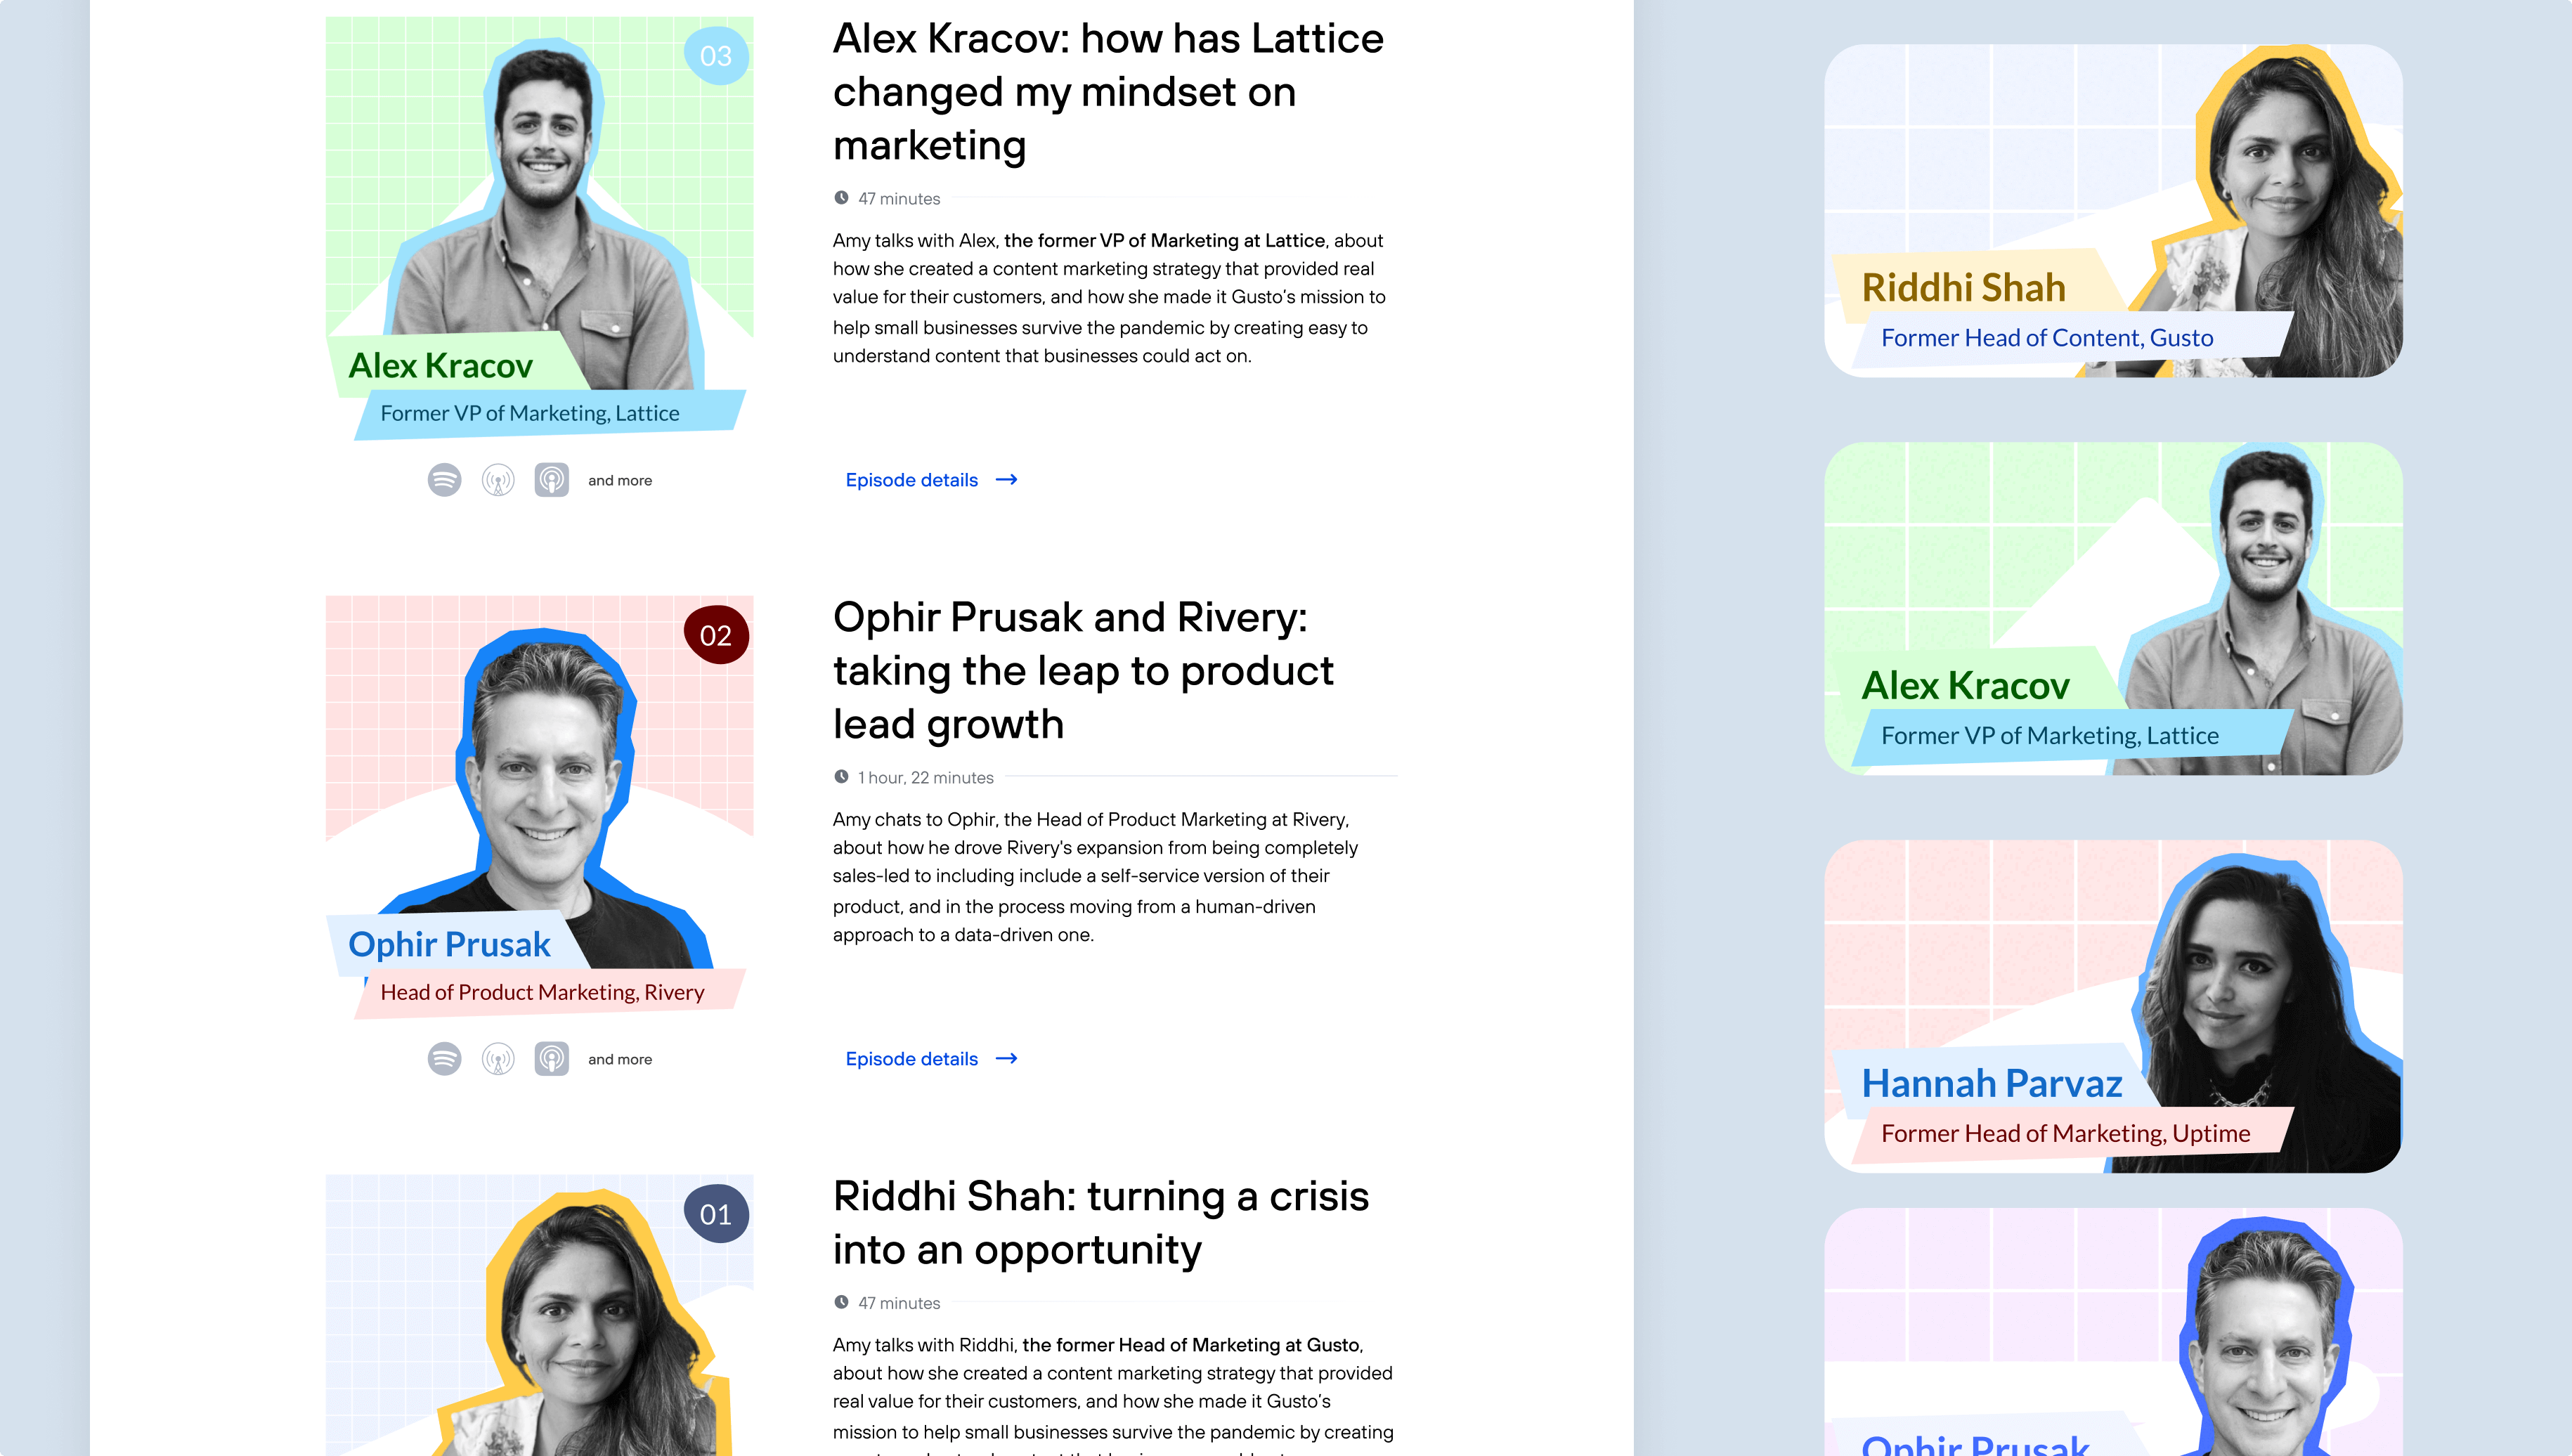 03
Alex Kracov: how has Lattice
changed my mindset on
marketing
47 minutes
Amy talks with Alex, the former VP of Marketing at Lattice, about
how she created a content marketing strategy that provided real
value for their customers, and how she made it Gusto's mission to
help small businesses survive the pandemic by creating easy to
understand content that businesses could act on.
Alex Kracov
Former VP of Marketing, Lattice
and more
Episode details
02
Ophir Prusak and Rivery:
taking the leap to product
lead growth
1 hour, 22 minutes
Amy chats to Ophir, the Head of Product Marketing at Rivery,
about how he drove Rivery's expansion from being completely
sales-led to including include a self-service version of their
product, and in the process moving from a human-driven
approach to a data-driven one.
Ophir Prusak
Head of Product Marketing, Rivery
and more
Episode details
01
Riddhi Shah: turning a crisis
into an opportunity
47 minutes
Amy talks with Riddhi, the former Head of Marketing at Gusto,
about how she created a content marketing strategy that provided
real value for their customers, and how she made it Gusto's
mission to help small businesses survive the pandemic by creating
Riddhi Shah
Former Head of Content, Gusto
Alex Kracov
Former VP of Marketing, Lattice
Hannah Parvaz
Former Head of Marketing, Uptime
Ophir Prusak